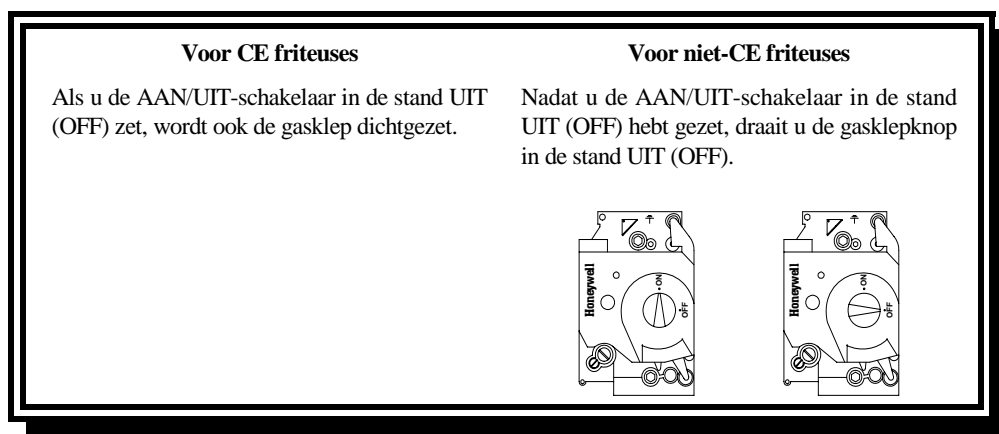 Voor CE friteuses
Als u de AAN/UIT-schakelaar in de stand UIT
(OFF) zet, wordt ook de gasklep dichtgezet.
Voor niet-CE friteuses
Nadat u de AAN/UIT-schakelaar in de stand
UIT (OFF) hebt gezet, draait u de gasklepknop
in de stand UIT (OFF).
Honeywell
ON
OFF
Honeywell
ON
OFF